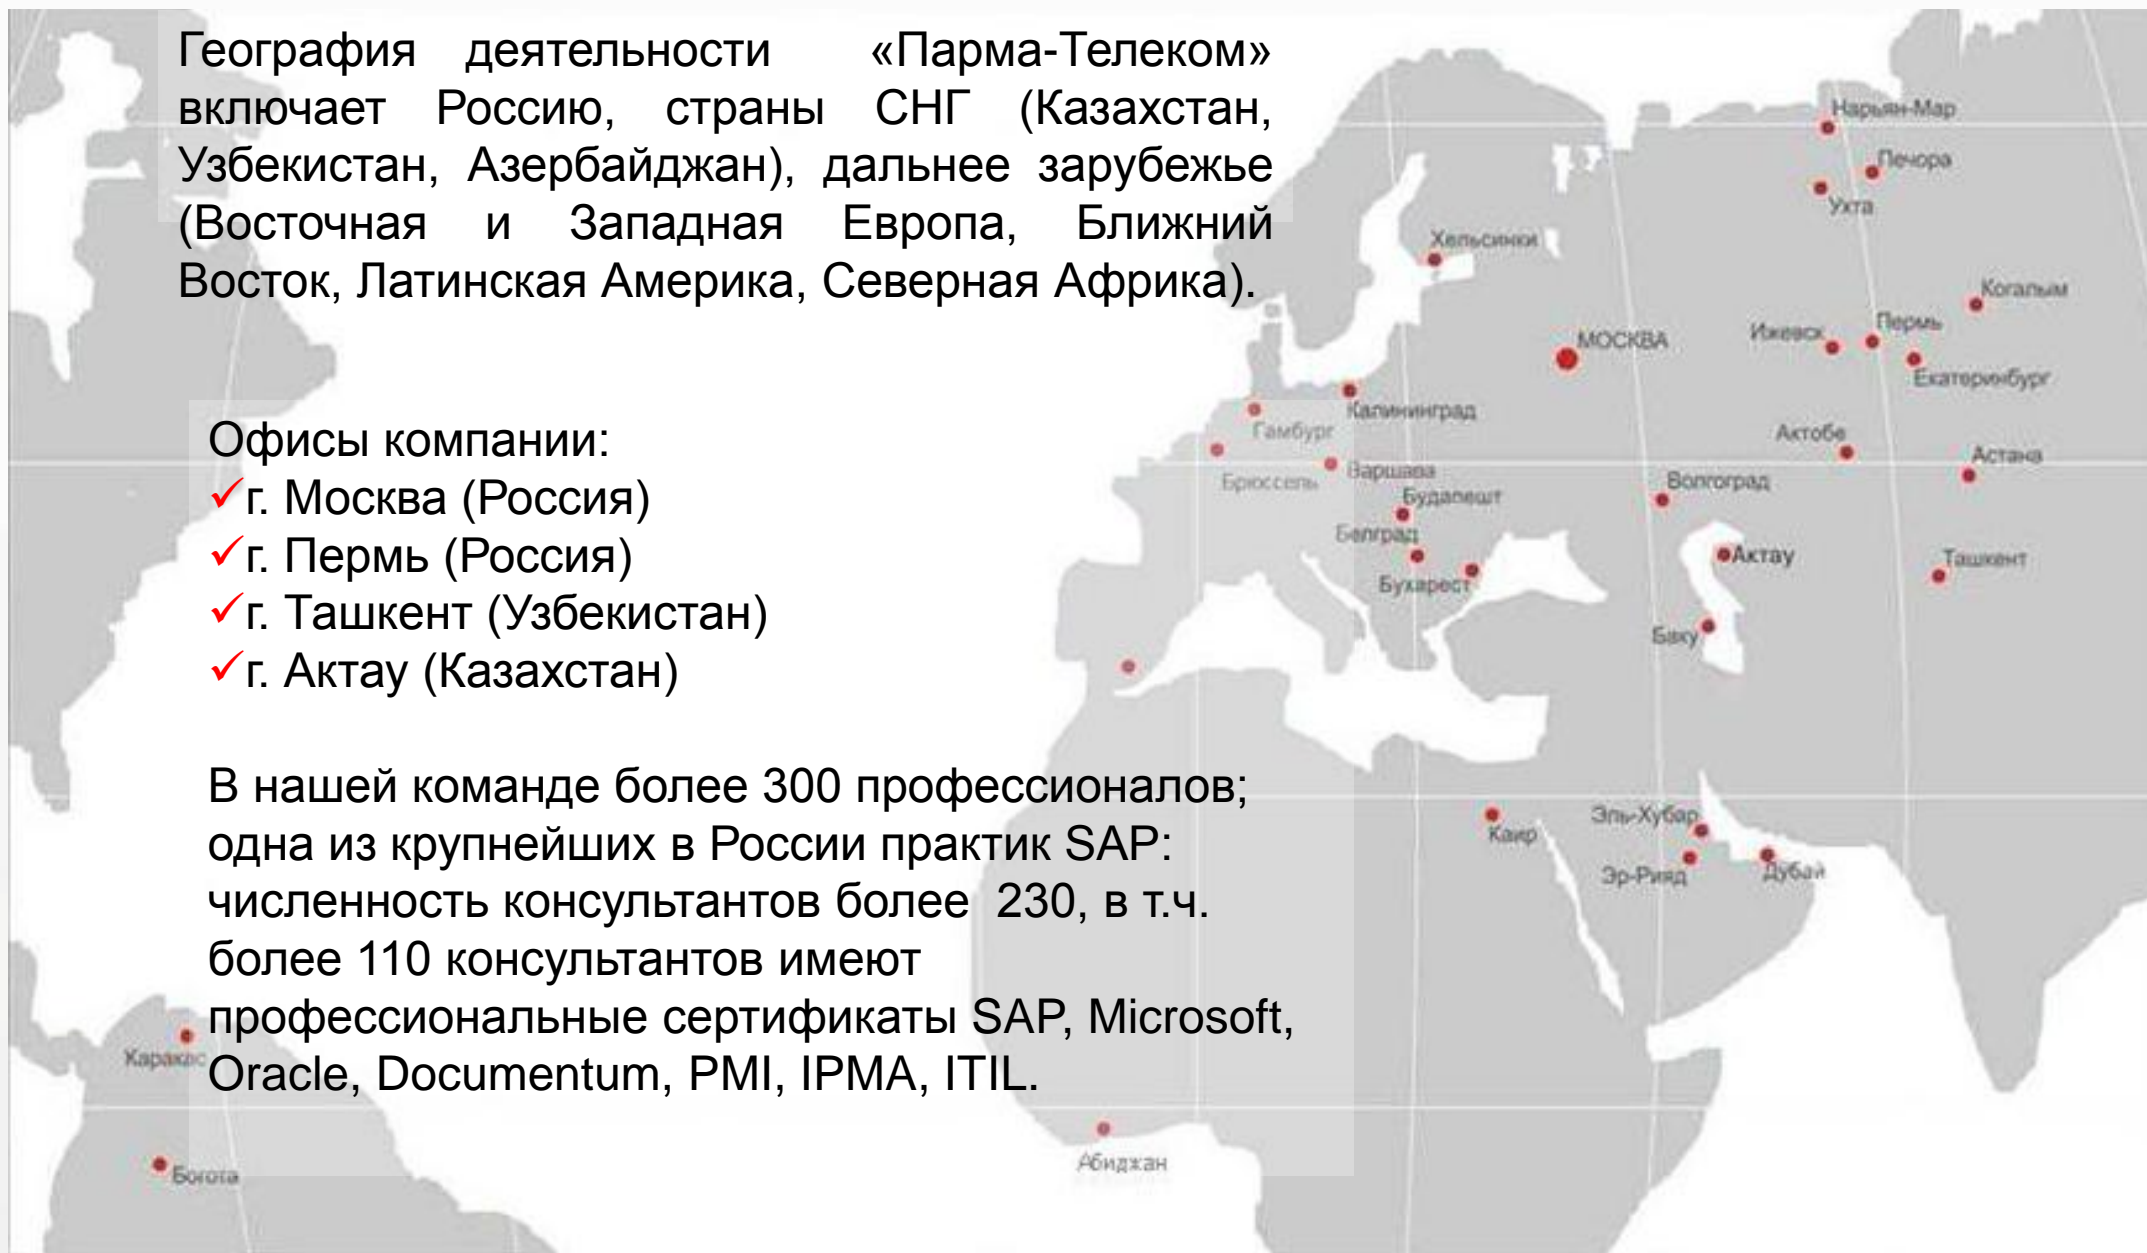 География деятельности «Парма-Телеком»
включает Россию, страны СНГ (Казахстан,
Узбекистан, Азербайджан), дальнее зарубежье
(Восточная и Западная Европа, Ближний
Восток, Латинская Америка, Северная Африка).
Офисы компании:
✓г. Москва (Россия)
✓г. Пермь (Россия)
✓г. Ташкент (Узбекистан)
✓г. Актау (Казахстан)
В нашей команде более 300 профессионалов;
одна из крупнейших в России практик SAP:
численность консультантов более 230, в т.ч.
более 110 консультантов имеют
профессиональные сертификаты SAP, Microsoft,
Oracle, Documentum, PMI, IPMA, ITIL.
Нарьян-Мар
Печора
Ухта
Хельсинки
Когалым
Пермь
Ижевск
МОСКВА
Екатеринбург
Калининград
Гамбург
Актобе
Астана
Варшава
Брюссель
Волгоград
Будапешт
Белград
Актау
Ташкент
Бухарест
Баку
Эль-Хубар
Каир
Дубай
Эр-Рияд
Каракас
Абиджан
Богота